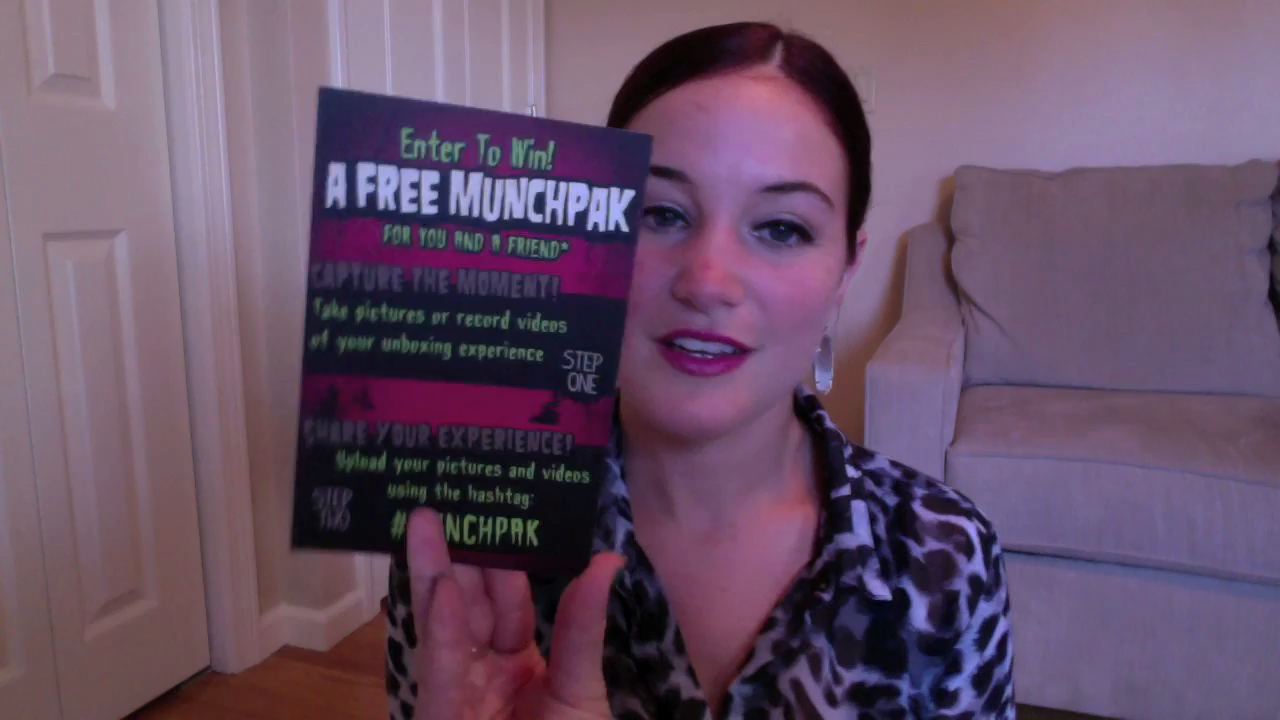 Enter To Win!
A FREE MUNCHPAK
FOR YOU AND A FRIEND*
CAPTURE THE MOMENT!
Take pictures or record videos
of your unboxing experience
STEP
ONE
SHARE YOUR EXPERIENCE!
Upload your pictures and videos
using the hashtag:
STEP
TWO
#MUNCHPAK